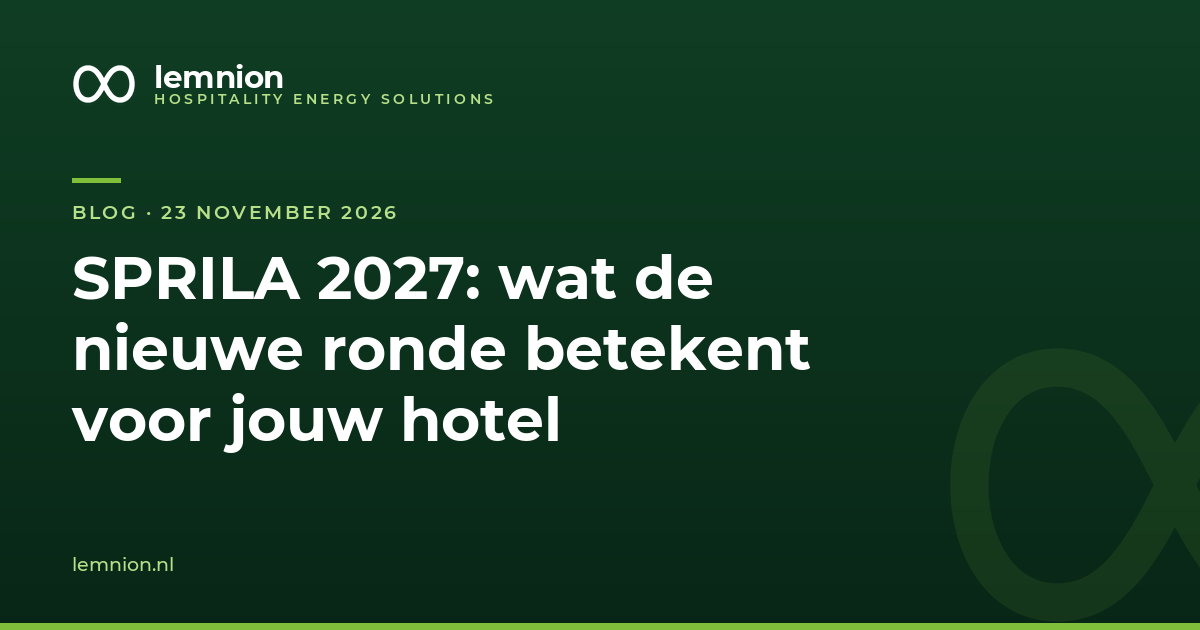 lemnion
HOSPITALITY ENERGY SOLUTIONS
BLOG · 23 NOVEMBER 2026
SPRILA 2027: wat de
nieuwe ronde betekent
voor jouw hotel
lemnion.nl